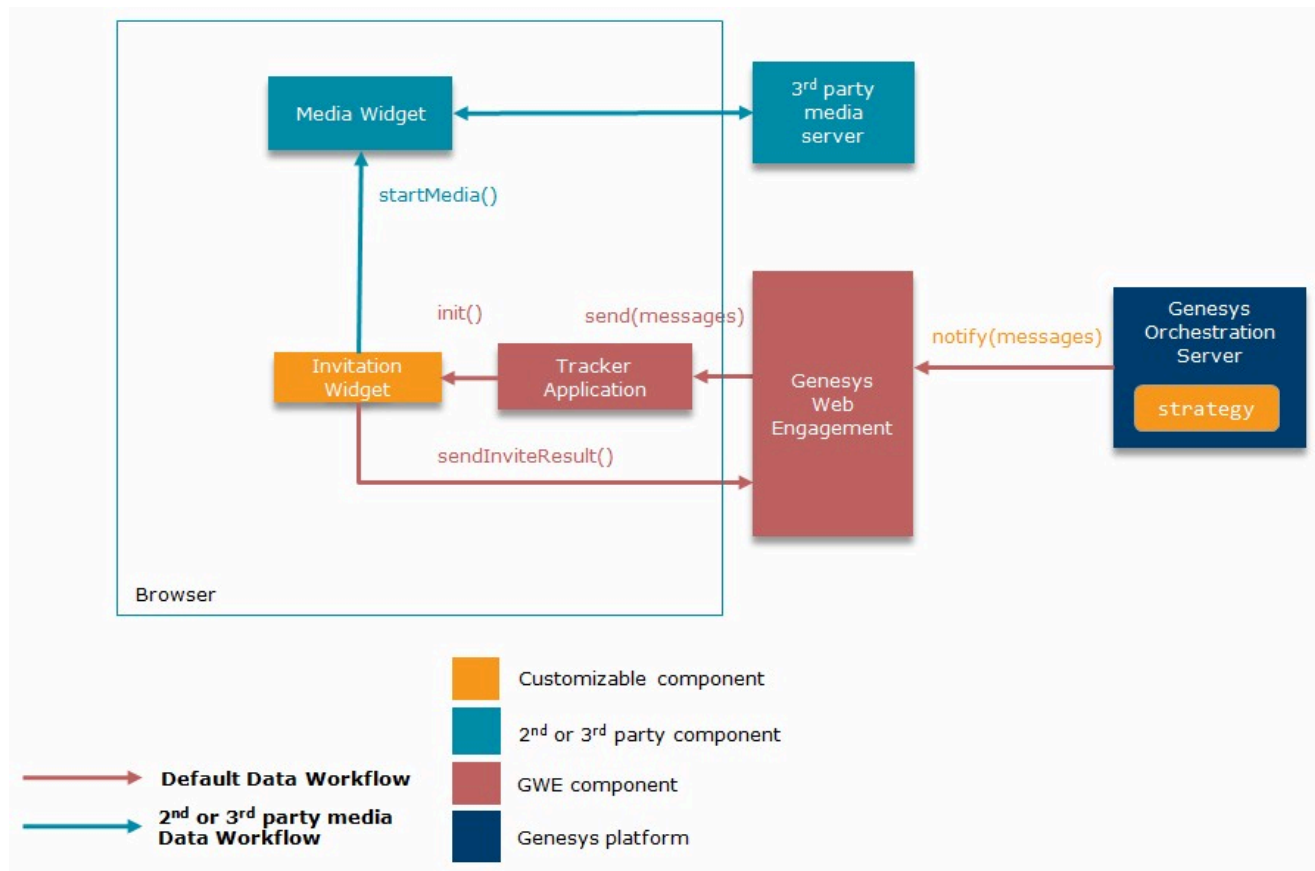 Media Widget
3rd party
media
server
startMedia()
init()
send(messages)
notify(messages)
Genesys
Orchestration
Server
strategy
Invitation
Widget
Tracker
Application
Genesys
Web
Engagement
sendInviteResult()
Browser
Customizable component
2nd or 3rd party component
GWE component
Genesys platform
Default Data Workflow
2nd or 3rd party media
Data Workflow